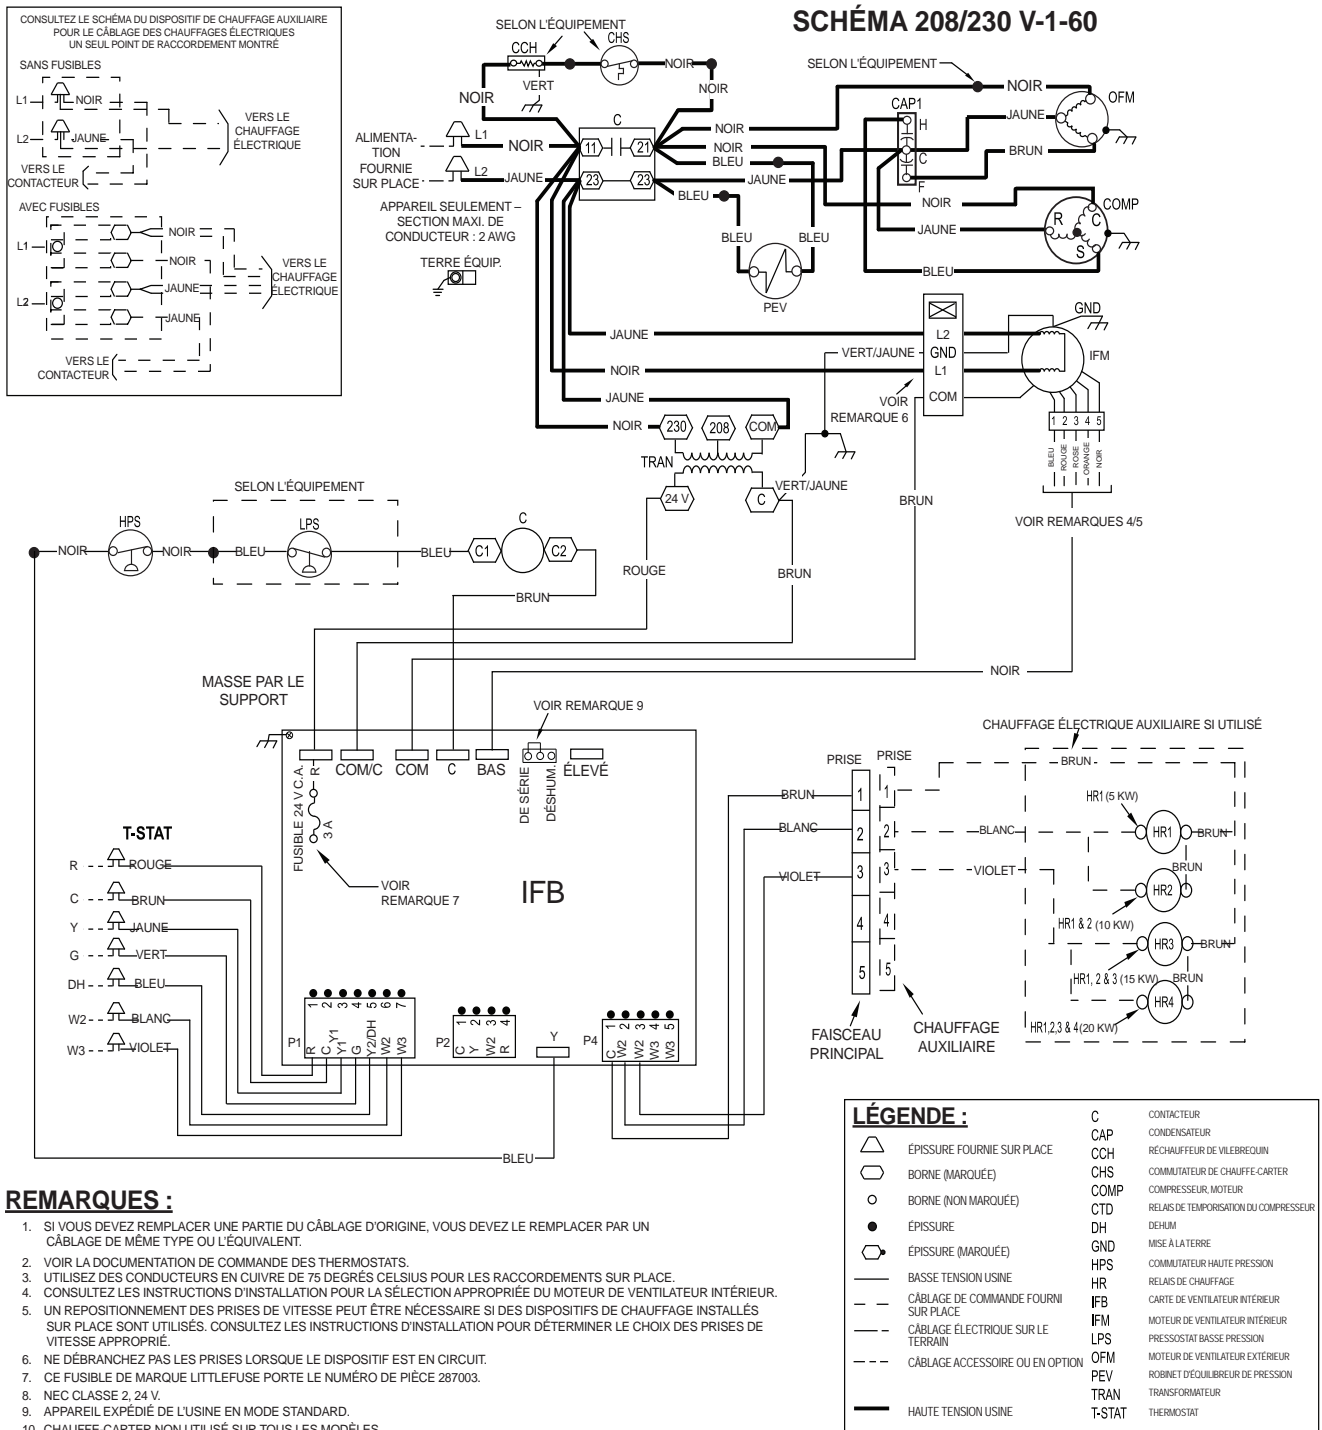 SCHÉMA 208/230 V-1-60
CONSULTEZ LE SCHÉMA DU DISPOSITIF DE CHAUFFAGE AUXILIAIRE
POUR LE CÂBLAGE DES CHAUFFAGES ÉLECTRIQUES
UN SEUL POINT DE RACCORDEMENT MONTRÉ
SANS FUSIBLES
L1
NOIR
L2
JAUNE
VERS LE
CHAUFFAGE
ÉLECTRIQUE
VERS LE
CONTACTEUR
AVEC FUSIBLES
L1
NOIR
NOIR
L2
JAUNE
JAUNE
VERS LE
CHAUFFAGE
ÉLECTRIQUE
VERS LE
CONTACTEUR
SELON L'ÉQUIPEMENT
CCH
CHS
VERT
NOIR
NOIR
NOIR
ALIMENTA-
TION
FOURNIE
SUR PLACE
L1
NOIR
L2
JAUNE
C
11
21
23
23
NOIR
NOIR
BLEU
JAUNE
BLEU
BLEU
BLEU
PEV
APPAREIL SEULEMENT –
SECTION MAXI. DE
CONDUCTEUR : 2 AWG
TERRE ÉQUIP.
SELON L'ÉQUIPEMENT
NOIR
OFM
CAP1
H
C
F
JAUNE
BRUN
NOIR
COMP
R
C
S
JAUNE
BLEU
JAUNE
NOIR
JAUNE
NOIR
230
208
COM
TRAN
24 V
C
VERT/JAUNE
VERT/JAUNE
L2
GND
L1
COM
VOIR
REMARQUE 6
GND
IFM
1 2 3 4 5
BLEU
ROUGE
ROSE
ORANGE
NOIR
VOIR REMARQUES 4/5
BRUN
ROUGE
BRUN
SELON L'ÉQUIPEMENT
HPS
LPS
C
NOIR
NOIR
BLEU
BLEU
C1
C2
BRUN
NOIR
MASSE PAR LE
SUPPORT
VOIR REMARQUE 9
R
COM/C
COM
C
BAS
DE SÉRIE
DÉSHUM.
ÉLEVÉ
FUSIBLE 24 V C.A.
3 A
VOIR
REMARQUE 7
IFB
T-STAT
R
ROUGE
C
BRUN
Y
JAUNE
G
VERT
DH
BLEU
W2
BLANC
W3
VIOLET
P1
1 2 3 4 5 6 7
R
C
Y1
Y1
G
Y2/DH
W2
W3
P2
1 2 3 4
C
Y
W2
R
Y
P4
1 2 3 4 5
C
W2
W2
W3
W3
BLEU
PRISE
PRISE
BRUN
1
1
BLANC
2
2
VIOLET
3
3
4
4
5
5
FAISCEAU
PRINCIPAL
CHAUFFAGE
AUXILIAIRE
CHAUFFAGE ÉLECTRIQUE AUXILIAIRE SI UTILISÉ
BRUN
HR1 (5 KW)
BLANC
HR1
BRUN
VIOLET
BRUN
HR2
HR1 & 2 (10 KW)
HR3
BRUN
HR1, 2 & 3 (15 KW)
BRUN
HR4
HR1,2,3 & 4 (20 KW)
REMARQUES :
1. SI VOUS DEVEZ REMPLACER UNE PARTIE DU CÂBLAGE D'ORIGINE, VOUS DEVEZ LE REMPLACER PAR UN
CÂBLAGE DE MÊME TYPE OU L'ÉQUIVALENT.
2. VOIR LA DOCUMENTATION DE COMMANDE DES THERMOSTATS.
3. UTILISEZ DES CONDUCTEURS EN CUIVRE DE 75 DEGRÉS CELSIUS POUR LES RACCORDEMENTS SUR PLACE.
4. CONSULTEZ LES INSTRUCTIONS D'INSTALLATION POUR LA SÉLECTION APPROPRIÉE DU MOTEUR DE VENTILATEUR INTÉRIEUR.
5. UN REPOSITIONNEMENT DES PRISES DE VITESSE PEUT ÊTRE NÉCESSAIRE SI DES DISPOSITIFS DE CHAUFFAGE INSTALLÉS
SUR PLACE SONT UTILISÉS. CONSULTEZ LES INSTRUCTIONS D'INSTALLATION POUR DÉTERMINER LE CHOIX DES PRISES DE
VITESSE APPROPRIÉ.
6. NE DÉBRANCHEZ PAS LES PRISES LORSQUE LE DISPOSITIF EST EN CIRCUIT.
7. CE FUSIBLE DE MARQUE LITTLEFUSE PORTE LE NUMÉRO DE PIÈCE 287003.
8. NEC CLASSE 2, 24 V.
9. APPAREIL EXPÉDIÉ DE L'USINE EN MODE STANDARD.
10. CHAUFFE-CARTER NON UTILISÉ SUR TOUS LES MODÈLES
LÉGENDE :
ÉPISSURE FOURNIE SUR PLACE
BORNE (MARQUÉE)
BORNE (NON MARQUÉE)
ÉPISSURE
ÉPISSURE (MARQUÉE)
BASSE TENSION USINE
CÂBLAGE DE COMMANDE FOURNI
SUR PLACE
CÂBLAGE ÉLECTRIQUE SUR LE
TERRAIN
CÂBLAGE ACCESSOIRE OU EN OPTION
HAUTE TENSION USINE
C CONTACTEUR
CAP CONDENSATEUR
CCH RÉCHAUFFEUR DE VILEBREQUIN
CHS COMMUTATEUR DE CHAUFFE-CARTER
COMP COMPRESSEUR, MOTEUR
CTD RELAIS DE TEMPORISATION DU COMPRESSEUR
DH DEHUM
GND MISE À LA TERRE
HPS COMMUTATEUR HAUTE PRESSION
HR RELAIS DE CHAUFFAGE
IFB CARTE DE VENTILATEUR INTÉRIEUR
IFM MOTEUR DE VENTILATEUR INTÉRIEUR
LPS PRESSOSTAT BASSE PRESSION
OFM MOTEUR DE VENTILATEUR EXTÉRIEUR
PEV ROBINET D'ÉQUILIBREUR DE PRESSION
TRAN TRANSFORMATEUR
T-STAT THERMOSTAT